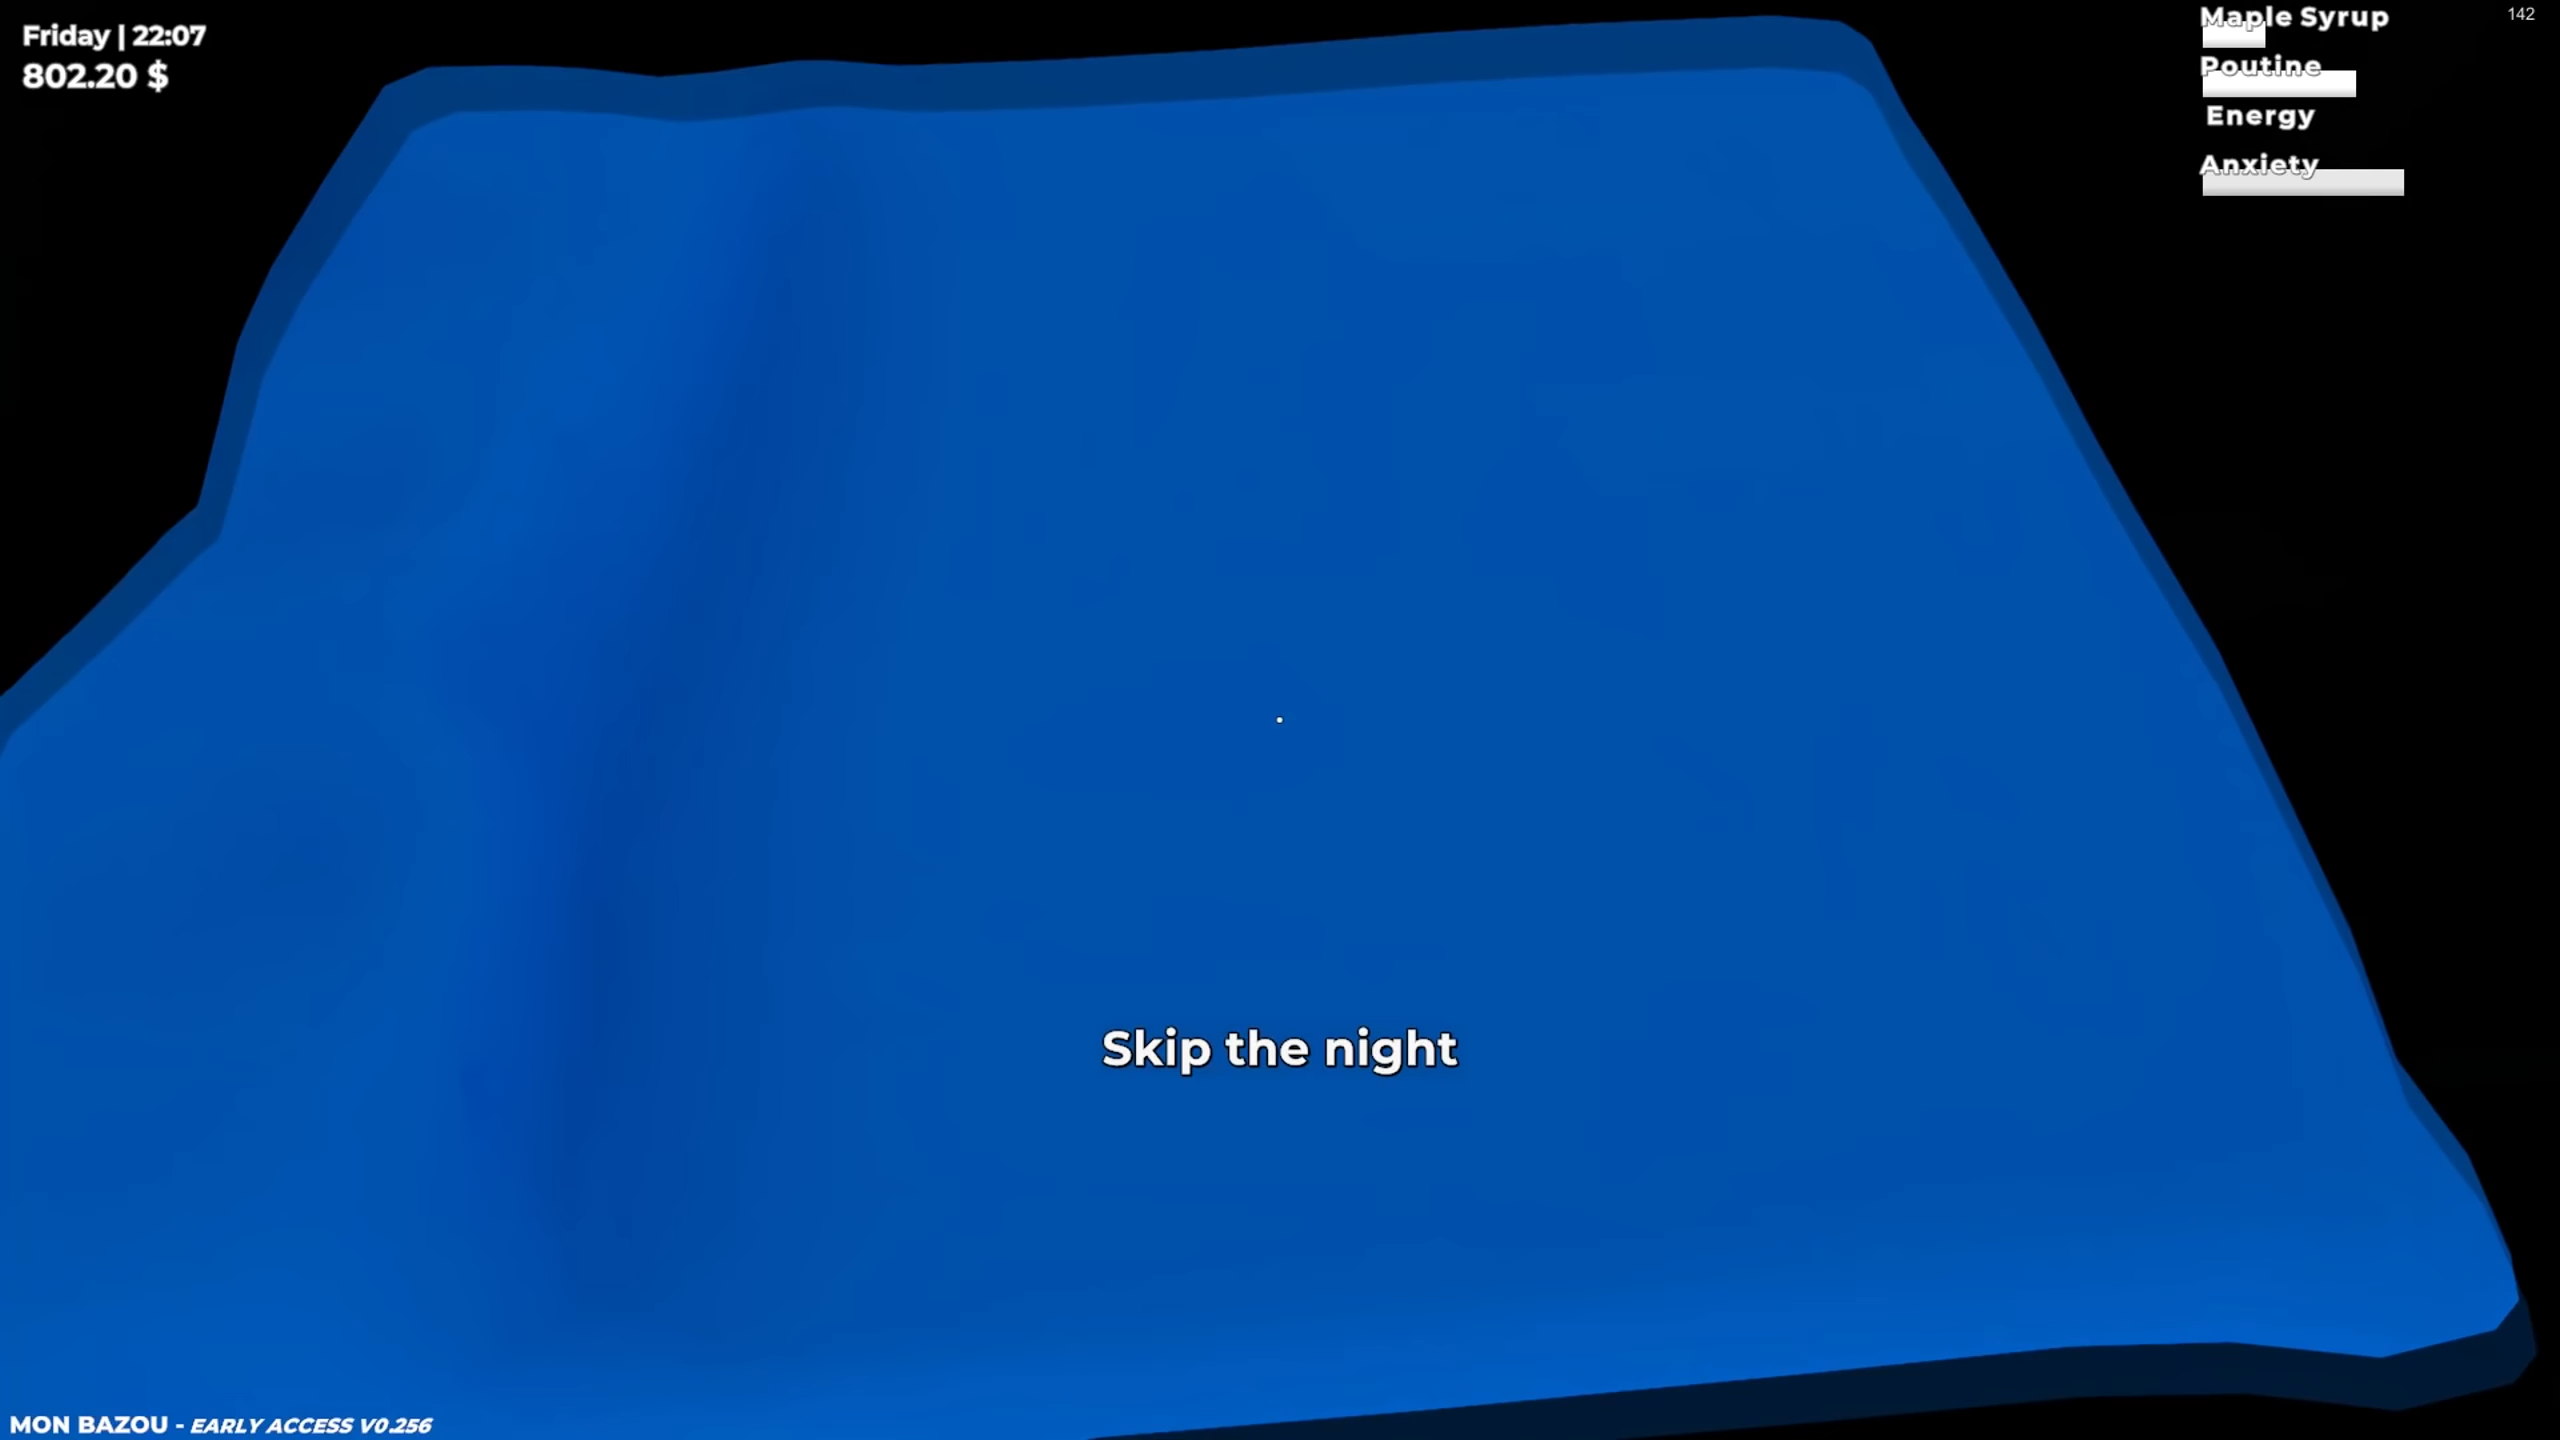 Friday | 22:07
802.20 $
Maple Syrup
Poutine
Energy
Anxiety
142
Skip the night
MON BAZOU - EARLY ACCESS V0.256